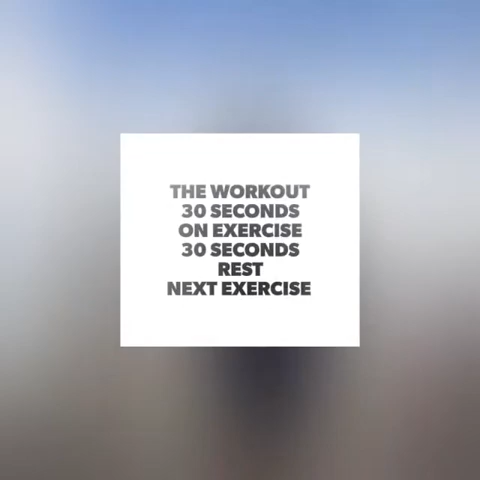 THE WORKOUT
30 SECONDS
ON EXERCISE
30 SECONDS
REST
NEXT EXERCISE